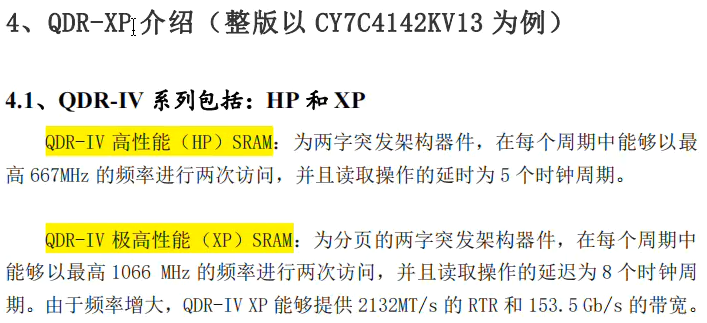 4、QDR-XP 介绍（整版以 CY7C4142KV13 为例）
4.1、QDR-IV 系列包括：HP 和 XP
QDR-IV 高性能（HP）SRAM：为两字突发架构器件，在每个周期中能够以最
高 667MHz 的频率进行两次访问，并且读取操作的延时为 5 个时钟周期。
QDR-IV 极高性能（XP）SRAM：为分页的两字突发架构器件，在每个周期中
能够以最高 1066 MHz 的频率进行两次访问，并且读取操作的延迟为 8 个时钟周
期。由于频率增大，QDR-IV XP 能够提供 2132MT/s 的 RTR 和 153.5 Gb/s 的带宽。